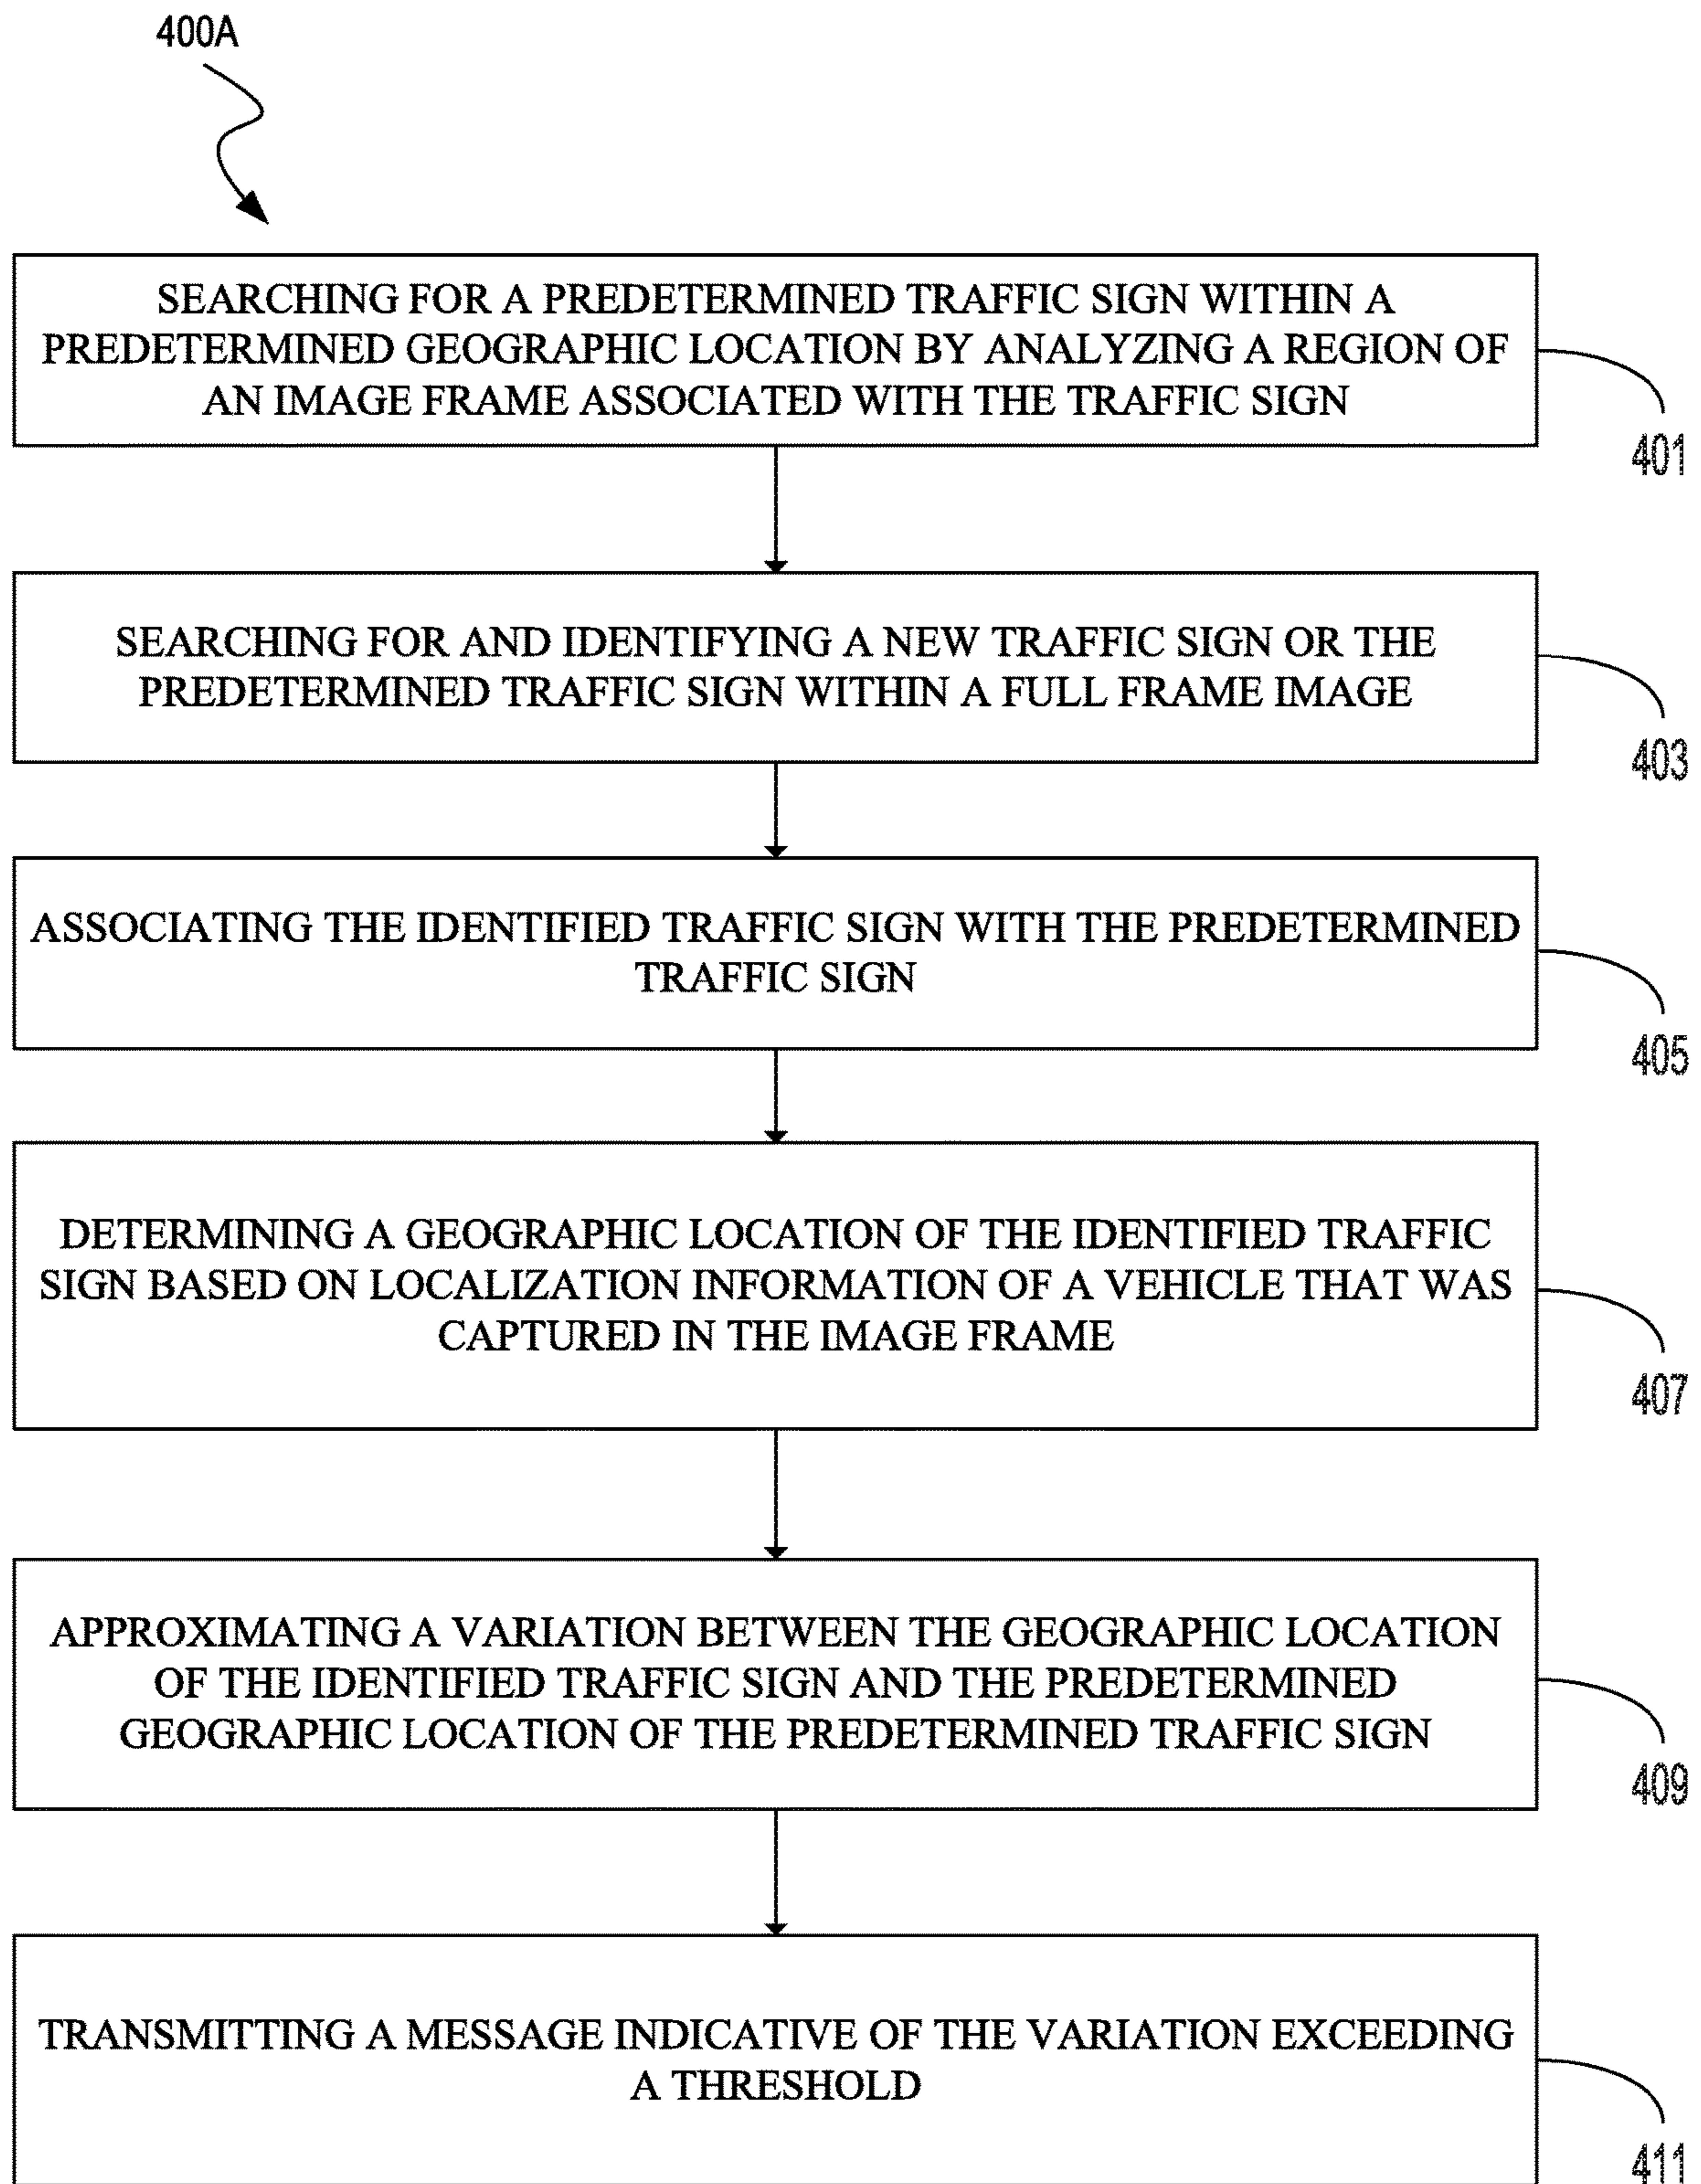 400A
SEARCHING FOR A PREDETERMINED TRAFFIC SIGN WITHIN A
PREDETERMINED GEOGRAPHIC LOCATION BY ANALYZING A REGION OF
AN IMAGE FRAME ASSOCIATED WITH THE TRAFFIC SIGN
401
SEARCHING FOR AND IDENTIFYING A NEW TRAFFIC SIGN OR THE
PREDETERMINED TRAFFIC SIGN WITHIN A FULL FRAME IMAGE
403
ASSOCIATING THE IDENTIFIED TRAFFIC SIGN WITH THE PREDETERMINED
TRAFFIC SIGN
405
DETERMINING A GEOGRAPHIC LOCATION OF THE IDENTIFIED TRAFFIC
SIGN BASED ON LOCALIZATION INFORMATION OF A VEHICLE THAT WAS
CAPTURED IN THE IMAGE FRAME
407
APPROXIMATING A VARIATION BETWEEN THE GEOGRAPHIC LOCATION
OF THE IDENTIFIED TRAFFIC SIGN AND THE PREDETERMINED
GEOGRAPHIC LOCATION OF THE PREDETERMINED TRAFFIC SIGN
409
TRANSMITTING A MESSAGE INDICATIVE OF THE VARIATION EXCEEDING
A THRESHOLD
411